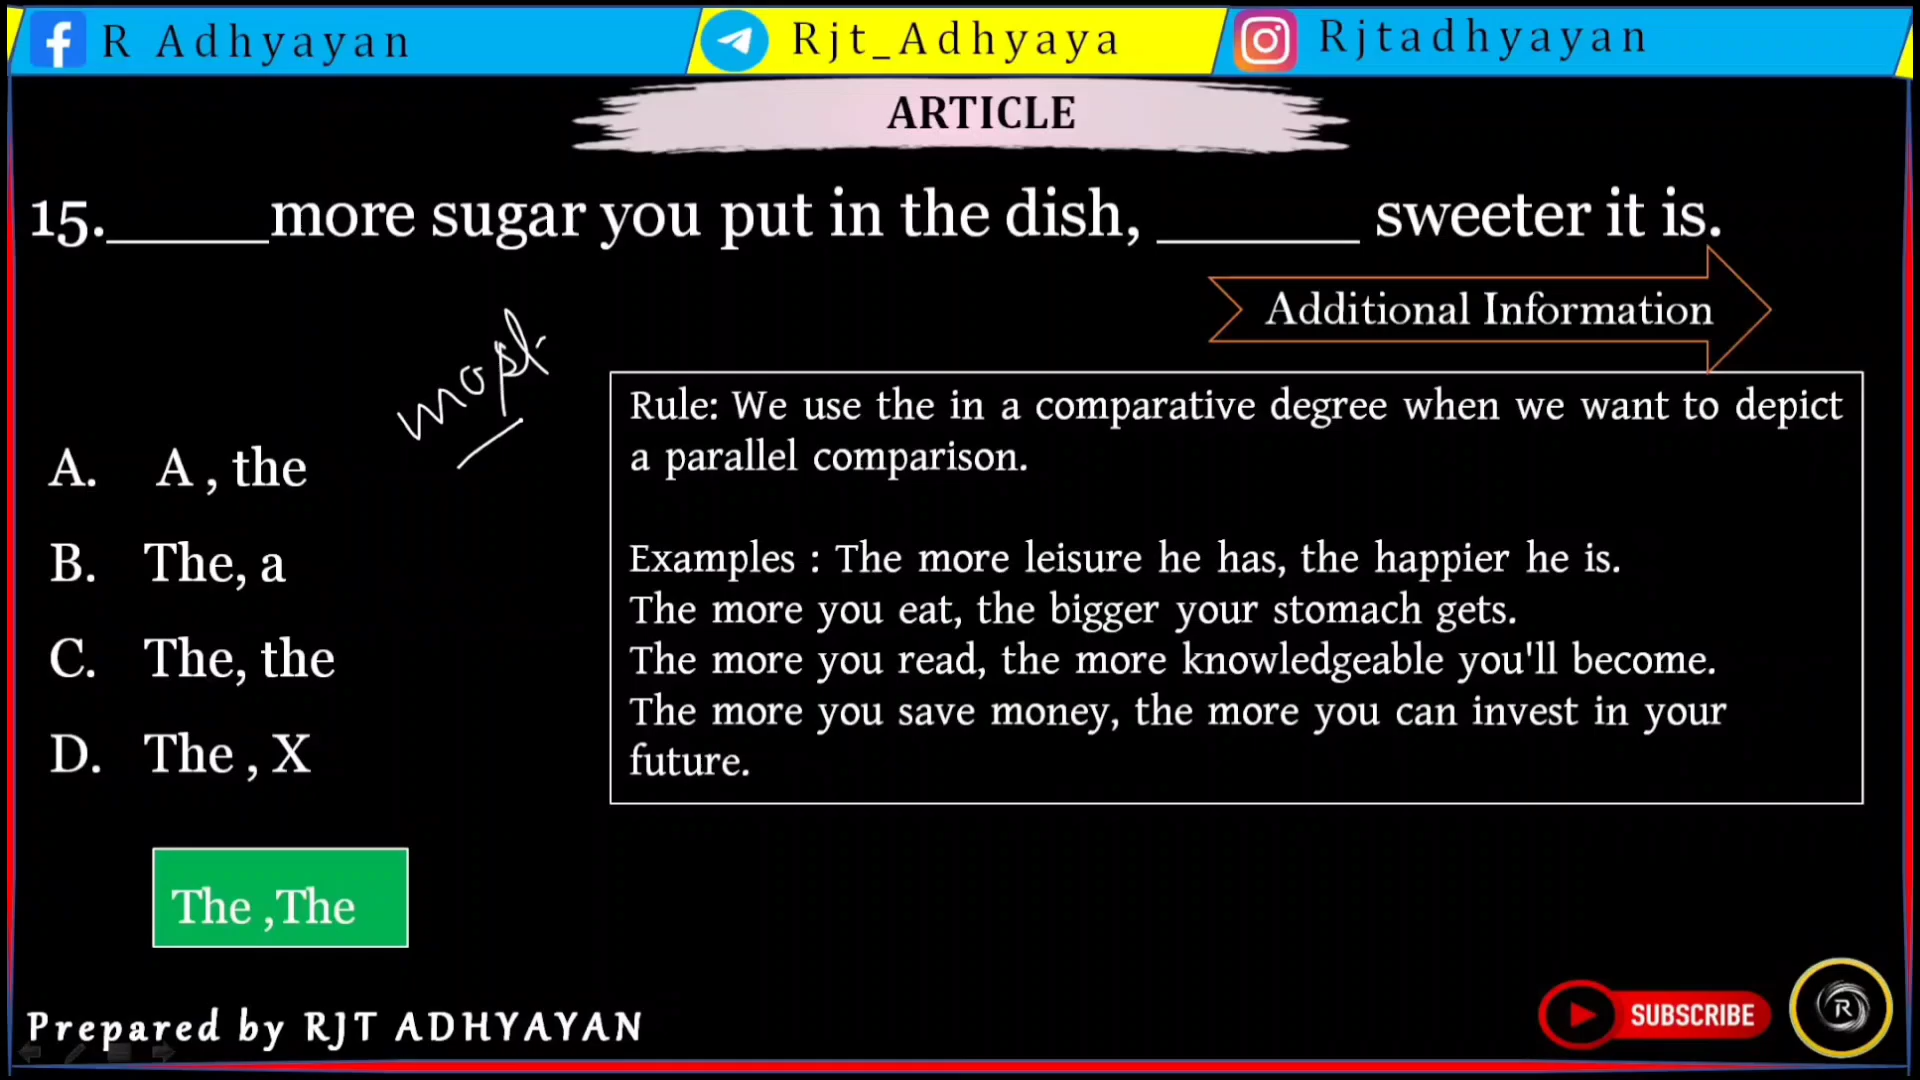 R Adhyayan
Rjt_Adhyaya
Rjtadhyayan
ARTICLE
15._____more sugar you put in the dish, ______ sweeter it is.
Additional Information
Rule: We use the in a comparative degree when we want to depict
a parallel comparison.
Examples : The more leisure he has, the happier he is.
The more you eat, the bigger your stomach gets.
The more you read, the more knowledgeable you'll become.
The more you save money, the more you can invest in your
future.
A. A , the
B. The, a
C. The, the
D. The , X
The ,The
Prepared by RJT ADHYAYAN
SUBSCRIBE
R